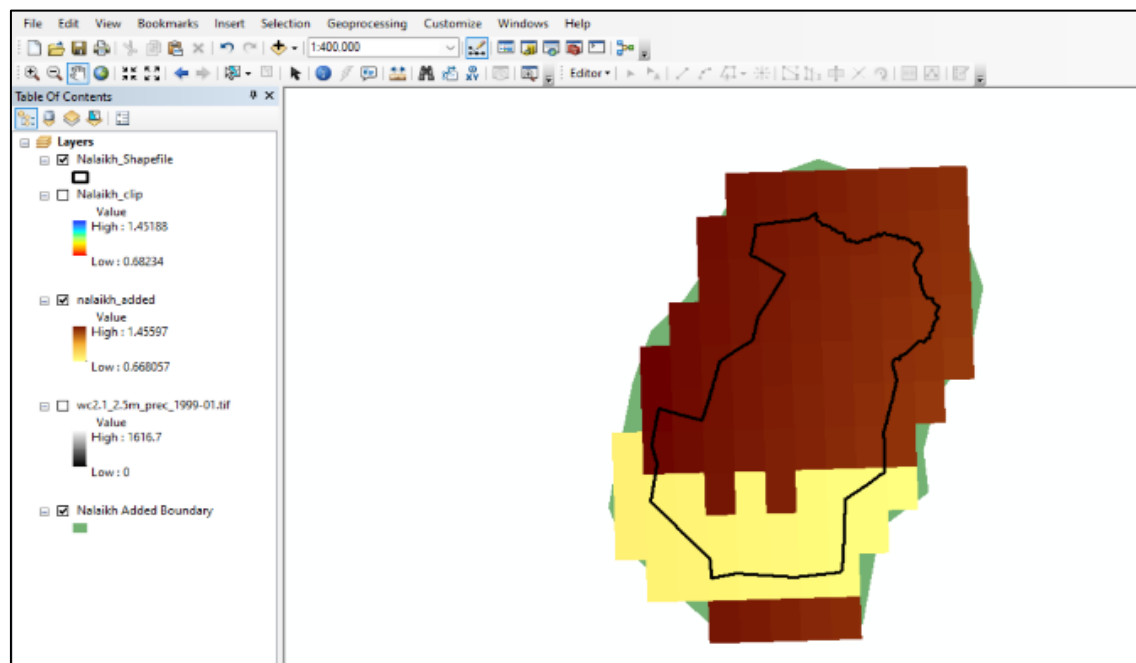 File Edit View Bookmarks Insert Selection Geoprocessing Customize Windows Help
1:400.000
Editor
Table Of Contents
Layers
Nalaikh_Shapefile
Nalaikh_clip
Value
High : 1.45188
Low : 0.68234
nalaikh_added
Value
High : 1.45597
Low : 0.668057
wc2.1_2.5m_prec_1999-01.tif
Value
High : 1616.7
Low : 0
Nalaikh Added Boundary